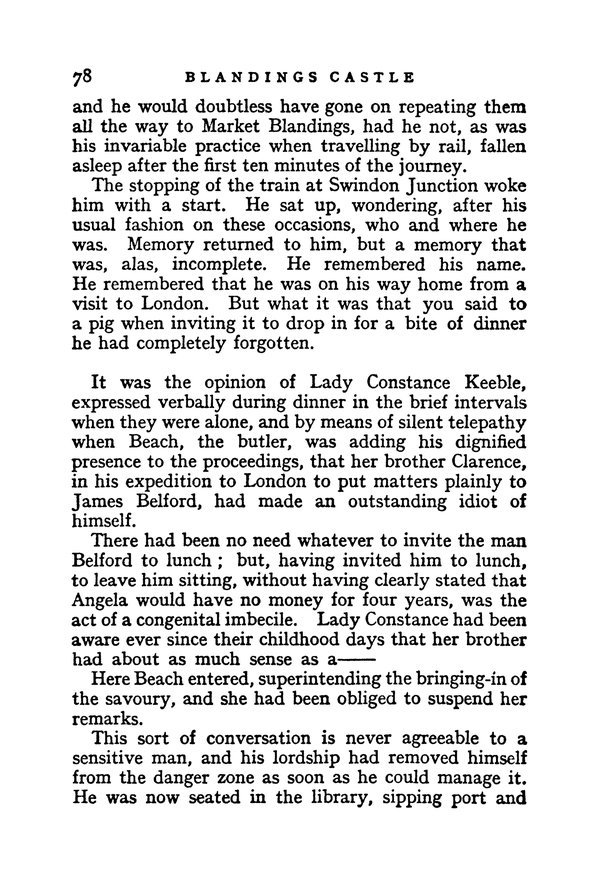 78 BLANDINGS CASTLE
and he would doubtless have gone on repeating them
all the way to Market Blandings, had he not, as was
his invariable practice when travelling by rail, fallen
asleep after the first ten minutes of the journey.
The stopping of the train at Swindon Junction woke
him with a start. He sat up, wondering, after his
usual fashion on these occasions, who and where he
was. Memory returned to him, but a memory that
was, alas, incomplete. He remembered his name.
He remembered that he was on his way home from a
visit to London. But what it was that you said to
a pig when inviting it to drop in for a bite of dinner
he had completely forgotten.
It was the opinion of Lady Constance Keeble,
expressed verbally during dinner in the brief intervals
when they were alone, and by means of silent telepathy
when Beach, the butler, was adding his dignified
presence to the proceedings, that her brother Clarence,
in his expedition to London to put matters plainly to
James Belford, had made an outstanding idiot of
himself.
There had been no need whatever to invite the man
Belford to lunch ; but, having invited him to lunch,
to leave him sitting, without having clearly stated that
Angela would have no money for four years, was the
act of a congenital imbecile. Lady Constance had been
aware ever since their childhood days that her brother
had about as much sense as a——
Here Beach entered, superintending the bringing-in of
the savoury, and she had been obliged to suspend her
remarks.
This sort of conversation is never agreeable to a
sensitive man, and his lordship had removed himself
from the danger zone as soon as he could manage it.
He was now seated in the library, sipping port and